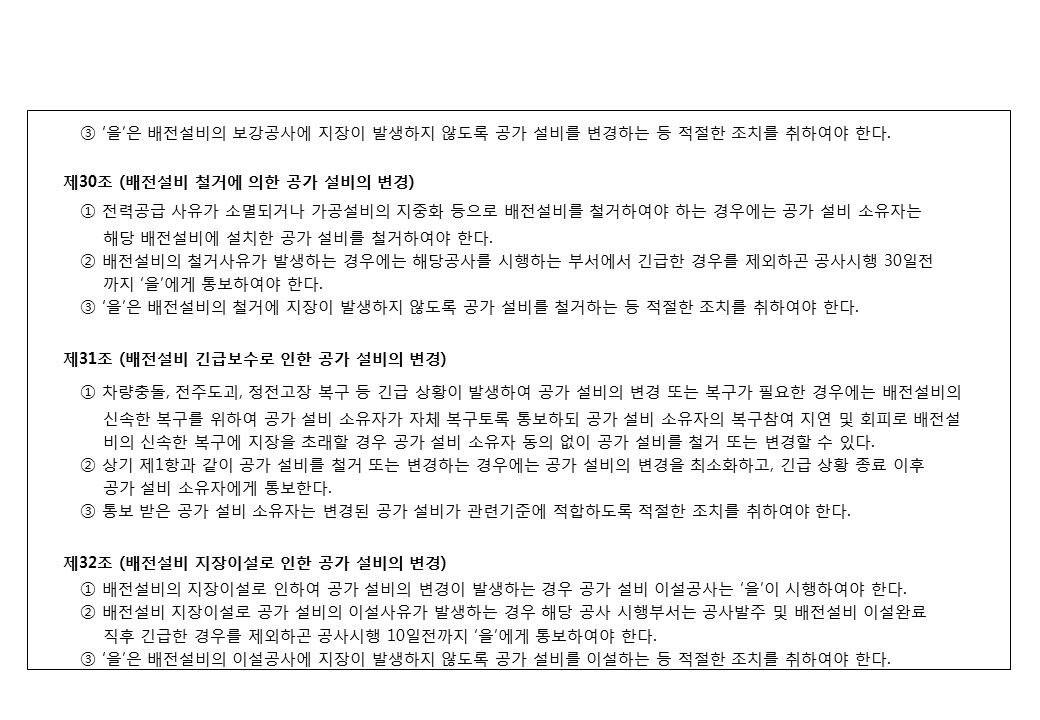 ③ ‘을’은 배전설비의 보강공사에 지장이 발생하지 않도록 공가 설비를 변경하는 등 적절한 조치를 취하여야 한다.
제30조 (배전설비 철거에 의한 공가 설비의 변경)
① 전력공급 사유가 소멸되거나 가공설비의 지중화 등으로 배전설비를 철거하여야 하는 경우에는 공가 설비 소유자는
해당 배전설비에 설치한 공가 설비를 철거하여야 한다.
② 배전설비의 철거사유가 발생하는 경우에는 해당공사를 시행하는 부서에서 긴급한 경우를 제외하곤 공사시행 30일전
까지 ‘을’에게 통보하여야 한다.
③ ‘을’은 배전설비의 철거에 지장이 발생하지 않도록 공가 설비를 철거하는 등 적절한 조치를 취하여야 한다.
제31조 (배전설비 긴급보수로 인한 공가 설비의 변경)
① 차량충돌, 전주도괴, 정전고장 복구 등 긴급 상황이 발생하여 공가 설비의 변경 또는 복구가 필요한 경우에는 배전설비의
신속한 복구를 위하여 공가 설비 소유자가 자체 복구토록 통보하되 공가 설비 소유자의 복구참여 지연 및 회피로 배전설
비의 신속한 복구에 지장을 초래할 경우 공가 설비 소유자 동의 없이 공가 설비를 철거 또는 변경할 수 있다.
② 상기 제1항과 같이 공가 설비를 철거 또는 변경하는 경우에는 공가 설비의 변경을 최소화하고, 긴급 상황 종료 이후
공가 설비 소유자에게 통보한다.
③ 통보 받은 공가 설비 소유자는 변경된 공가 설비가 관련기준에 적합하도록 적절한 조치를 취하여야 한다.
제32조 (배전설비 지장이설로 인한 공가 설비의 변경)
① 배전설비의 지장이설로 인하여 공가 설비의 변경이 발생하는 경우 공가 설비 이설공사는 ‘을’이 시행하여야 한다.
② 배전설비 지장이설로 공가 설비의 이설사유가 발생하는 경우 해당 공사 시행부서는 공사발주 및 배전설비 이설완료
직후 긴급한 경우를 제외하곤 공사시행 10일전까지 ‘을’에게 통보하여야 한다.
③ ‘을’은 배전설비의 이설공사에 지장이 발생하지 않도록 공가 설비를 이설하는 등 적절한 조치를 취하여야 한다.